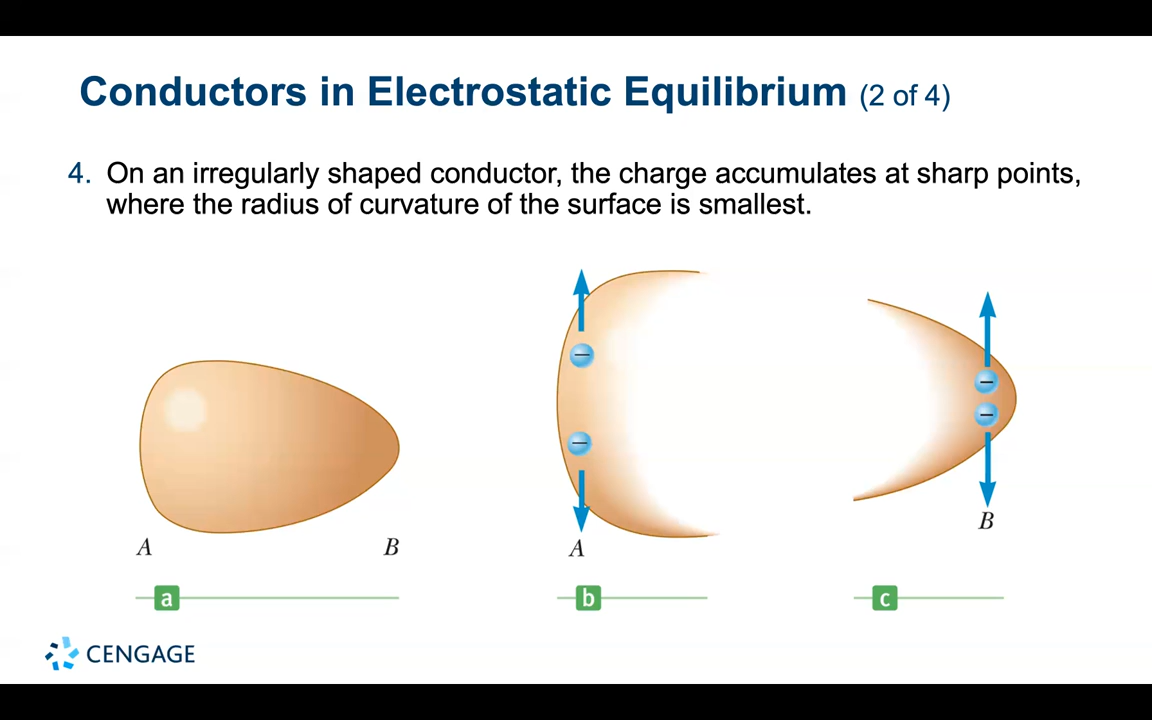 Conductors in Electrostatic Equilibrium (2 of 4)
4. On an irregularly shaped conductor, the charge accumulates at sharp points,
where the radius of curvature of the surface is smallest.
A
B
A
B
a
b
c
CENGAGE